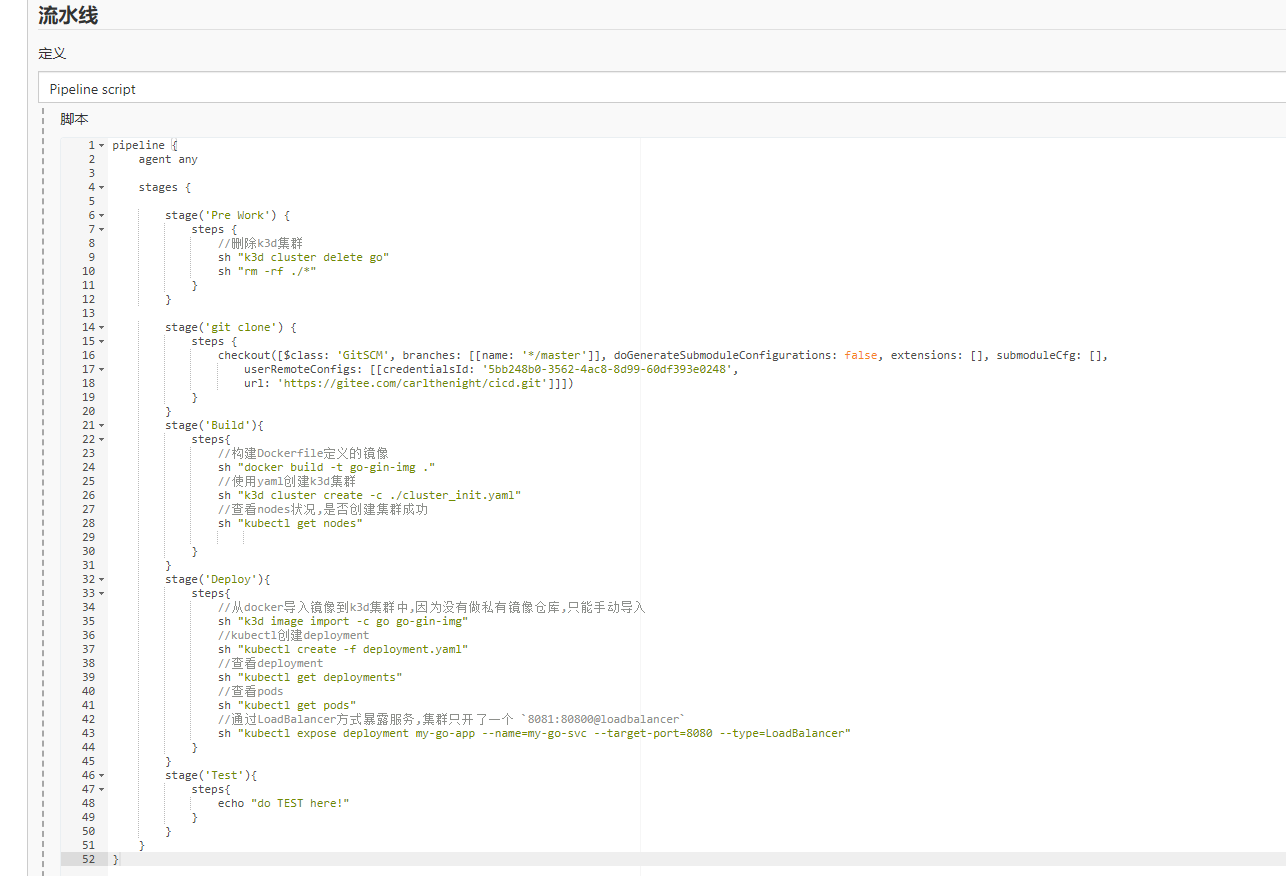 流水线
定义
Pipeline script
脚本
1 pipeline {
2 agent any
3
4 stages {
5
6 stage('Pre Work') {
7 steps {
8 //删除k3d集群
9 sh "k3d cluster delete go"
10 sh "rm -rf ./*"
11 }
12 }
13
14 stage('git clone') {
15 steps {
16 checkout([$class: 'GitSCM', branches: [[name: '*/master']], doGenerateSubmoduleConfigurations: false, extensions: [], submoduleCfg: [],
17 userRemoteConfigs: [[credentialsId: '5bb248b0-3562-4ac8-8d99-60df393e0248',
18 url: 'https://gitee.com/carlthenight/cicd.git']]])
19 }
20 }
21 stage('Build'){
22 steps{
23 //构建Dockerfile定义的镜像
24 sh "docker build -t go-gin-img ."
25 //使用yaml创建k3d集群
26 sh "k3d cluster create -c ./cluster_init.yaml"
27 //查看nodes状况,是否创建集群成功
28 sh "kubectl get nodes"
29
30 }
31 }
32 stage('Deploy'){
33 steps{
34 //从docker导入镜像到k3d集群中,因为没有做私有镜像仓库,只能手动导入
35 sh "k3d image import -c go go-gin-img"
36 //kubectl创建deployment
37 sh "kubectl create -f deployment.yaml"
38 //查看deployment
39 sh "kubectl get deployments"
40 //查看pods
41 sh "kubectl get pods"
42 //通过LoadBalancer方式暴露服务,集群只开了一个 `8081:80800@loadbalancer`
43 sh "kubectl expose deployment my-go-app --name=my-go-svc --target-port=8080 --type=LoadBalancer"
44 }
45 }
46 stage('Test'){
47 steps{
48 echo "do TEST here!"
49 }
50 }
51 }
52 }